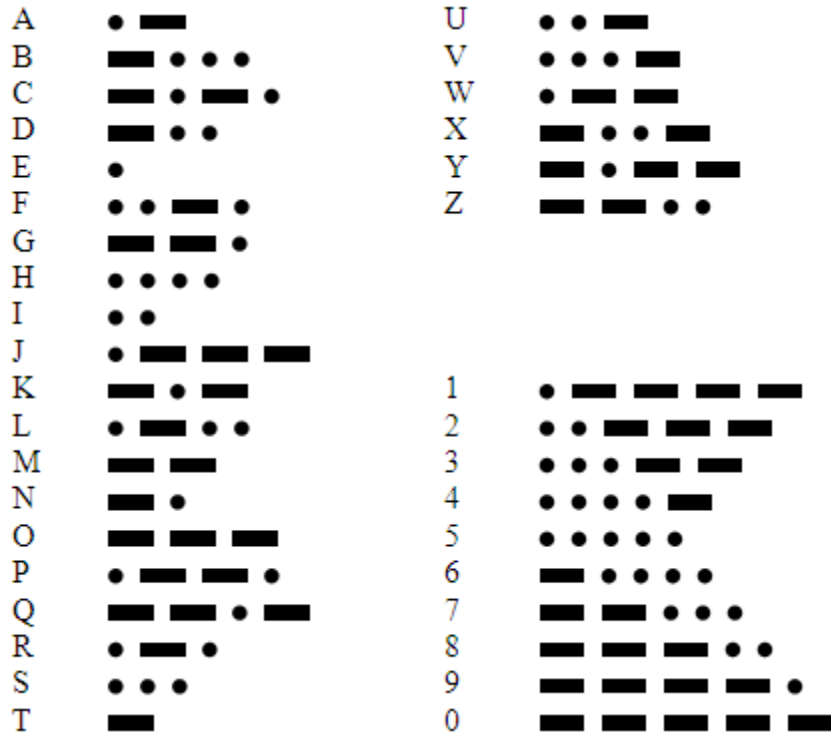 A ● ▬
B ▬ ● ● ●
C ▬ ● ▬ ●
D ▬ ● ●
E ●
F ● ● ▬ ●
G ▬ ▬ ●
H ● ● ● ●
I ● ●
J ● ▬ ▬ ▬
K ▬ ● ▬
L ● ▬ ● ●
M ▬ ▬
N ▬ ●
O ▬ ▬ ▬
P ● ▬ ▬ ●
Q ▬ ▬ ● ▬
R ● ▬ ●
S ● ● ●
T ▬
U ● ● ▬
V ● ● ● ▬
W ● ▬ ▬
X ▬ ● ● ▬
Y ▬ ● ▬ ▬
Z ▬ ▬ ● ●
1 ● ▬ ▬ ▬ ▬
2 ● ● ▬ ▬ ▬
3 ● ● ● ▬ ▬
4 ● ● ● ● ▬
5 ● ● ● ● ●
6 ▬ ● ● ● ●
7 ▬ ▬ ● ● ●
8 ▬ ▬ ▬ ● ●
9 ▬ ▬ ▬ ▬ ●
0 ▬ ▬ ▬ ▬ ▬